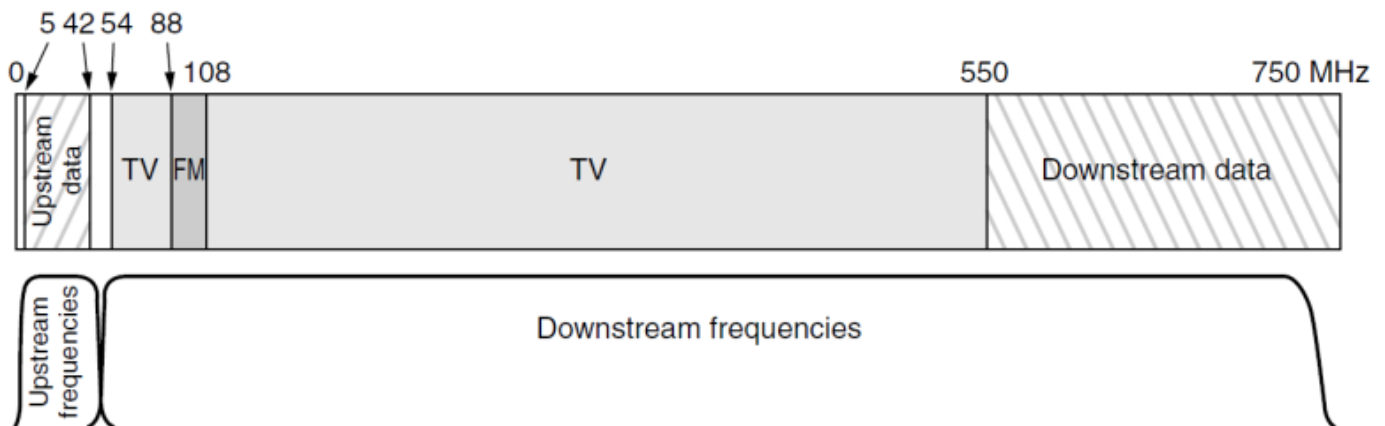 5 42 54 88
0 108 550 750 MHz
Upstream
data
TV FM TV Downstream data
Upstream
frequencies
Downstream frequencies